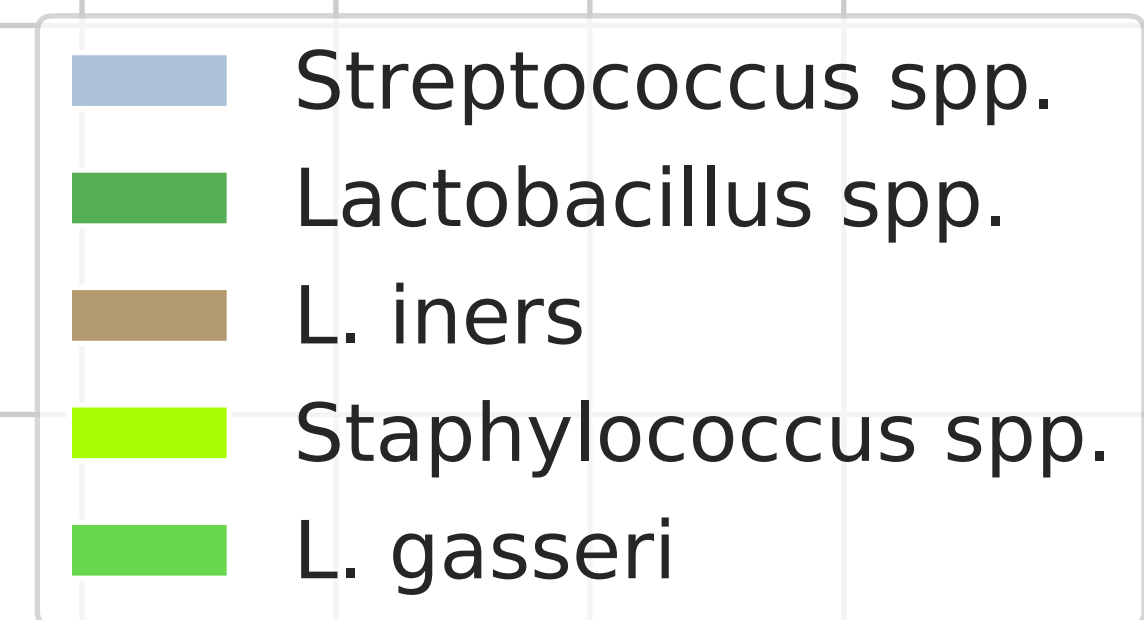 Streptococcus spp.
Lactobacillus spp.
L. iners
Staphylococcus spp.
L. gasseri